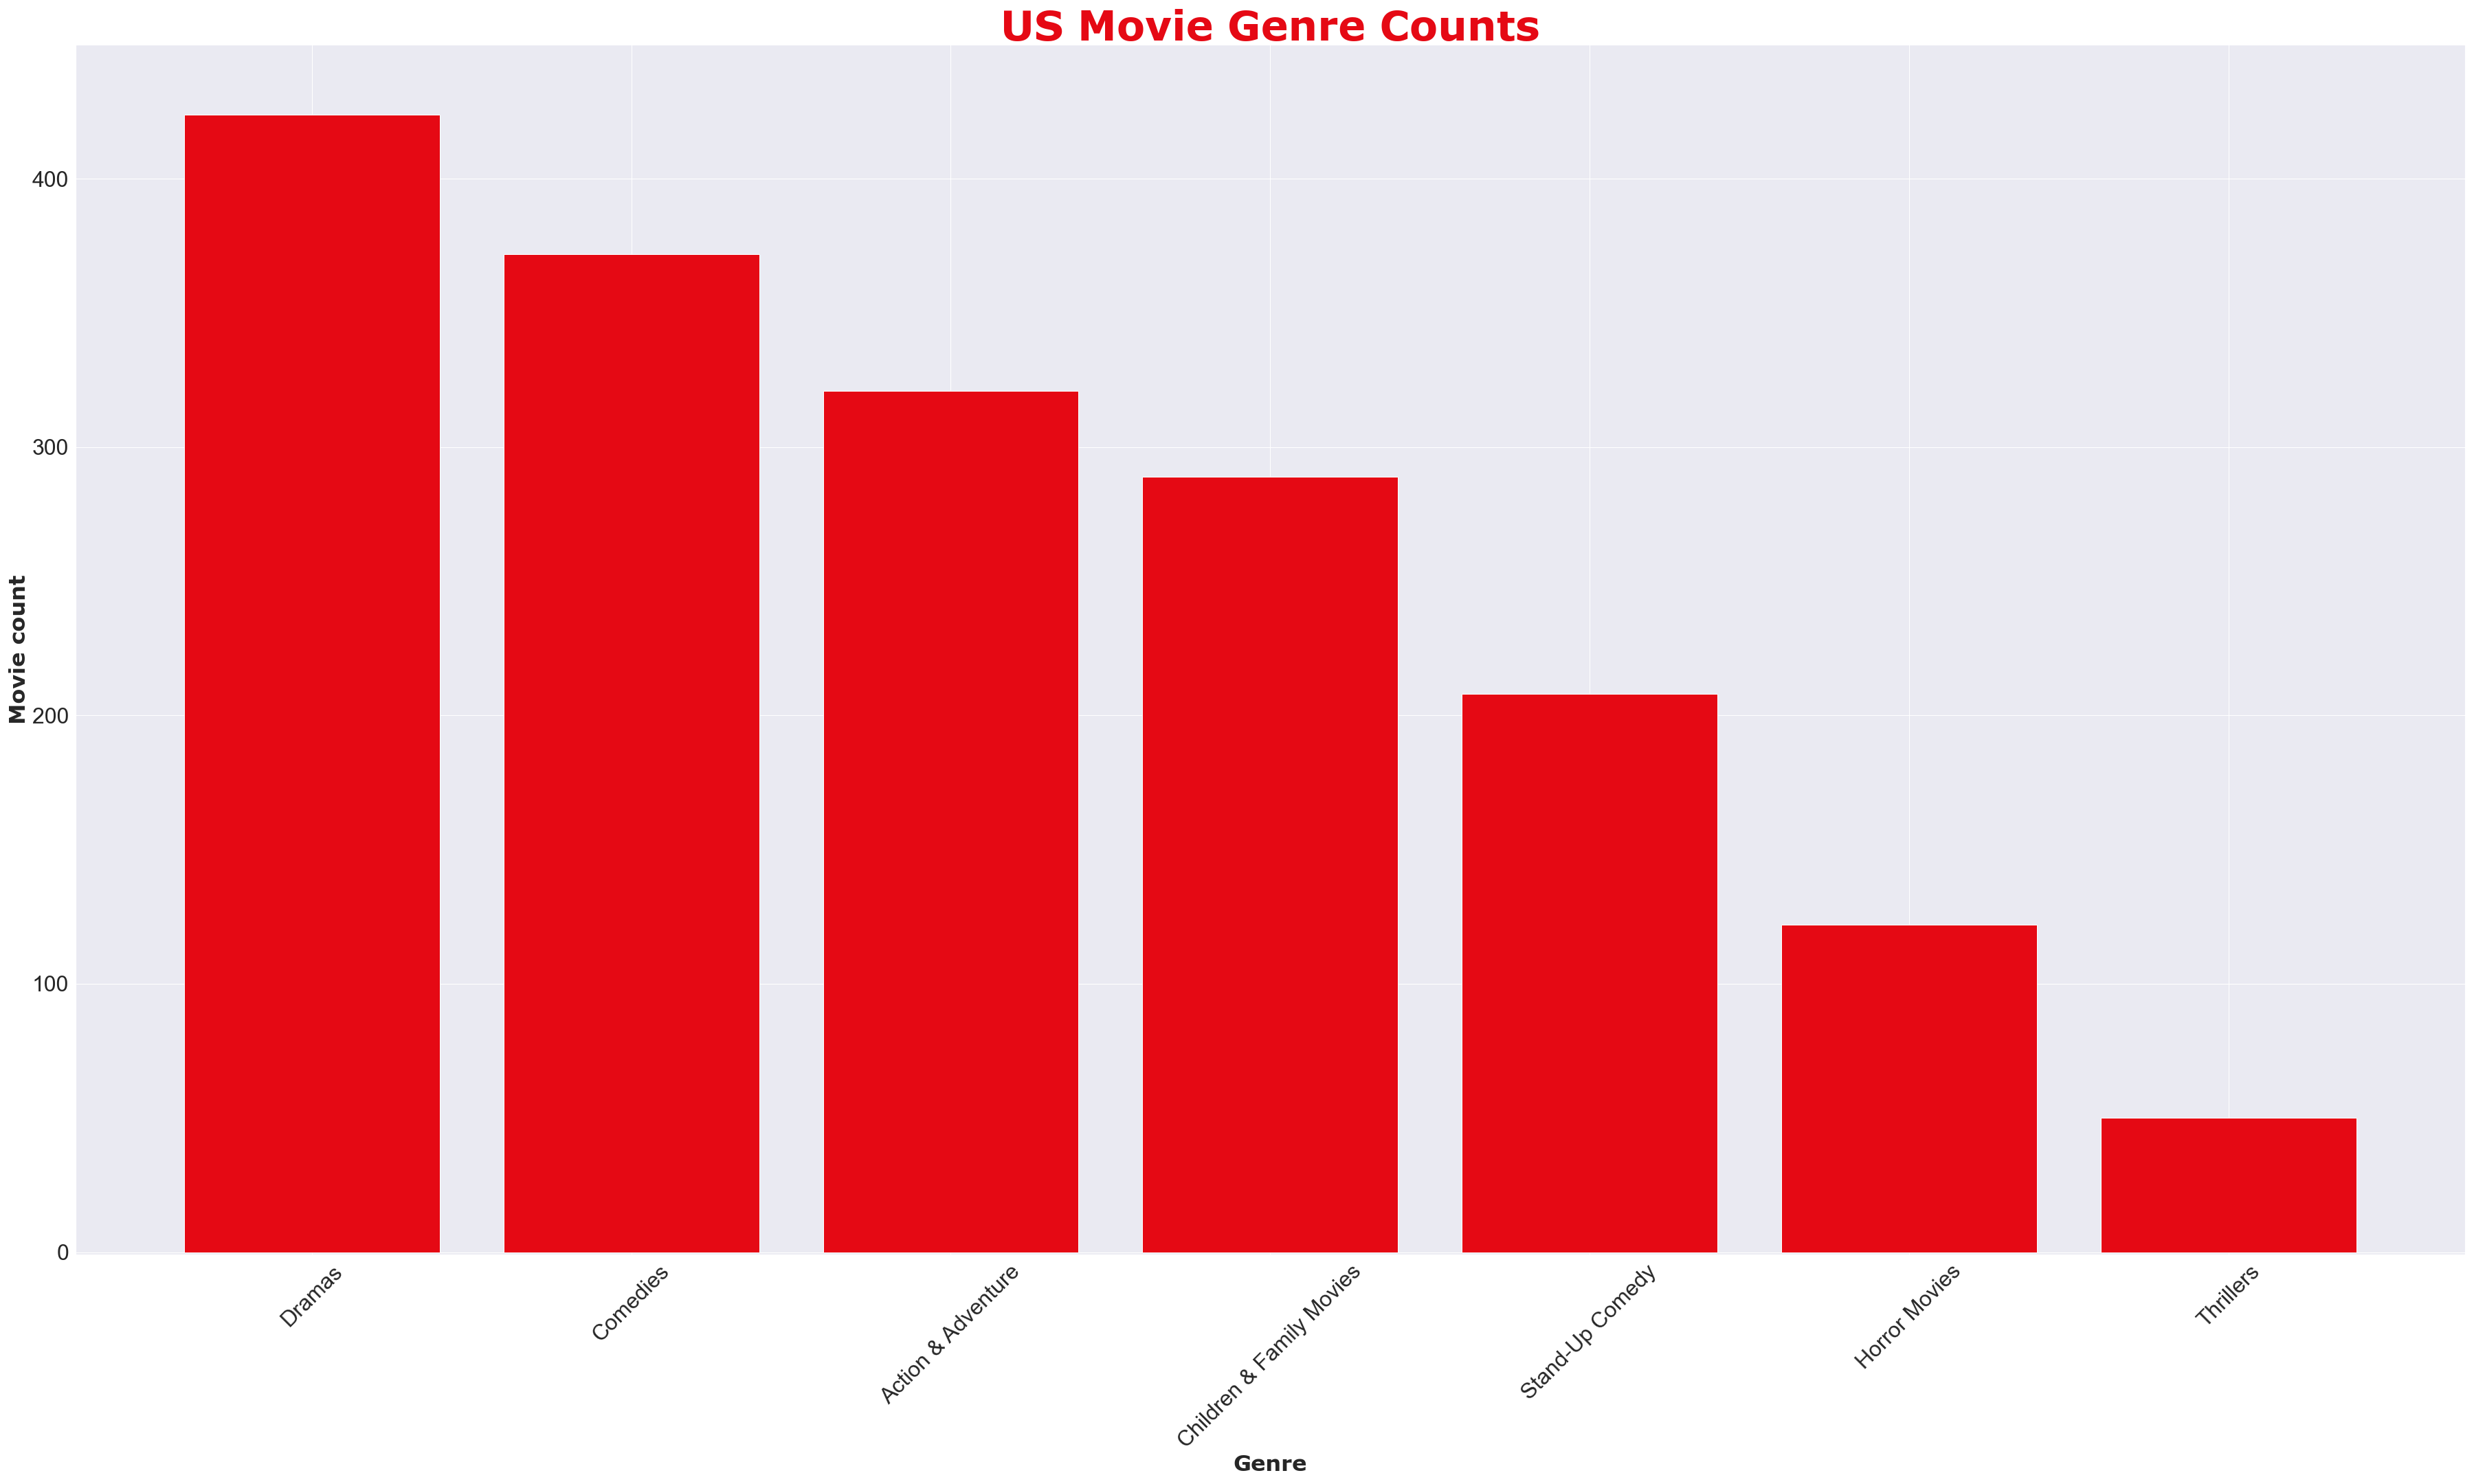 US Movie Genre Counts
Movie count
400
300
200
100
0
Dramas
Comedies
Action & Adventure
Children & Family Movies
Stand-Up Comedy
Horror Movies
Thrillers
Genre